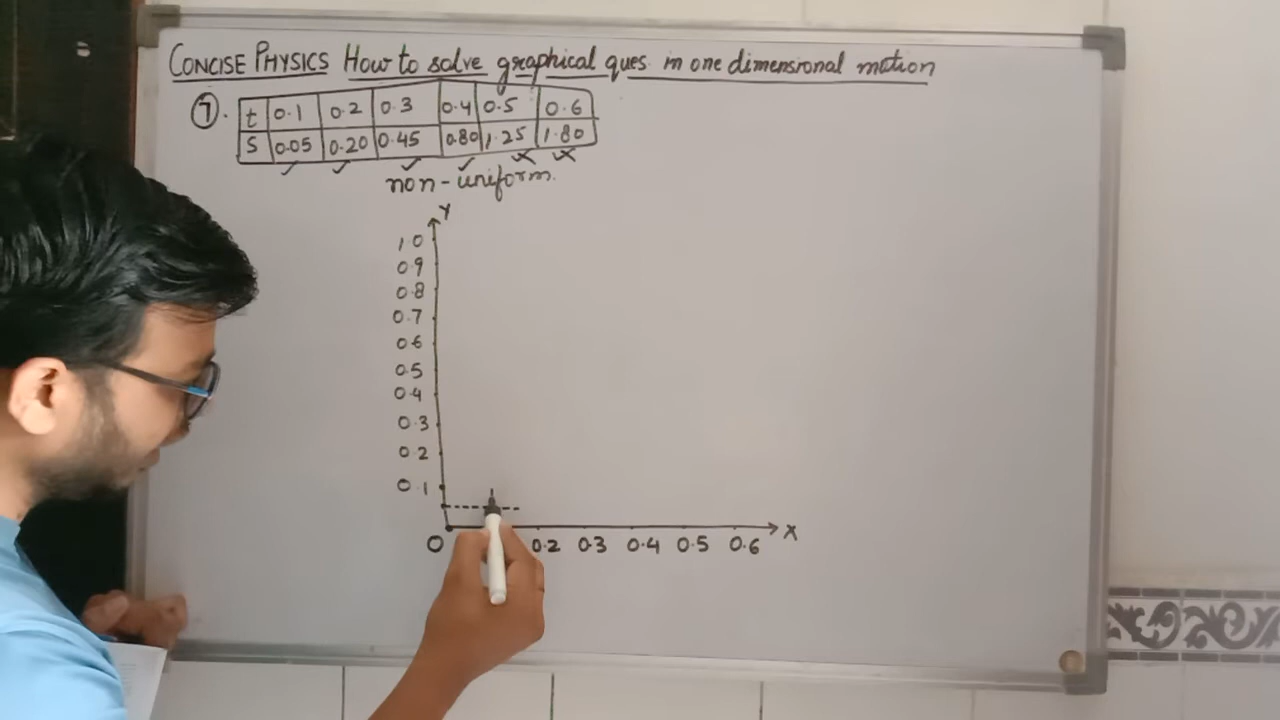 CONCISE PHYSICS How to solve graphical ques. in one dimensional motion
7. t 0.1 0.2 0.3 0.4 0.5 0.6
S 0.05 0.20 0.45 0.80 1.25 1.80
non-uniform.
Y
1.0
0.9
0.8
0.7
0.6
0.5
0.4
0.3
0.2
0.1
0 0.2 0.3 0.4 0.5 0.6 X